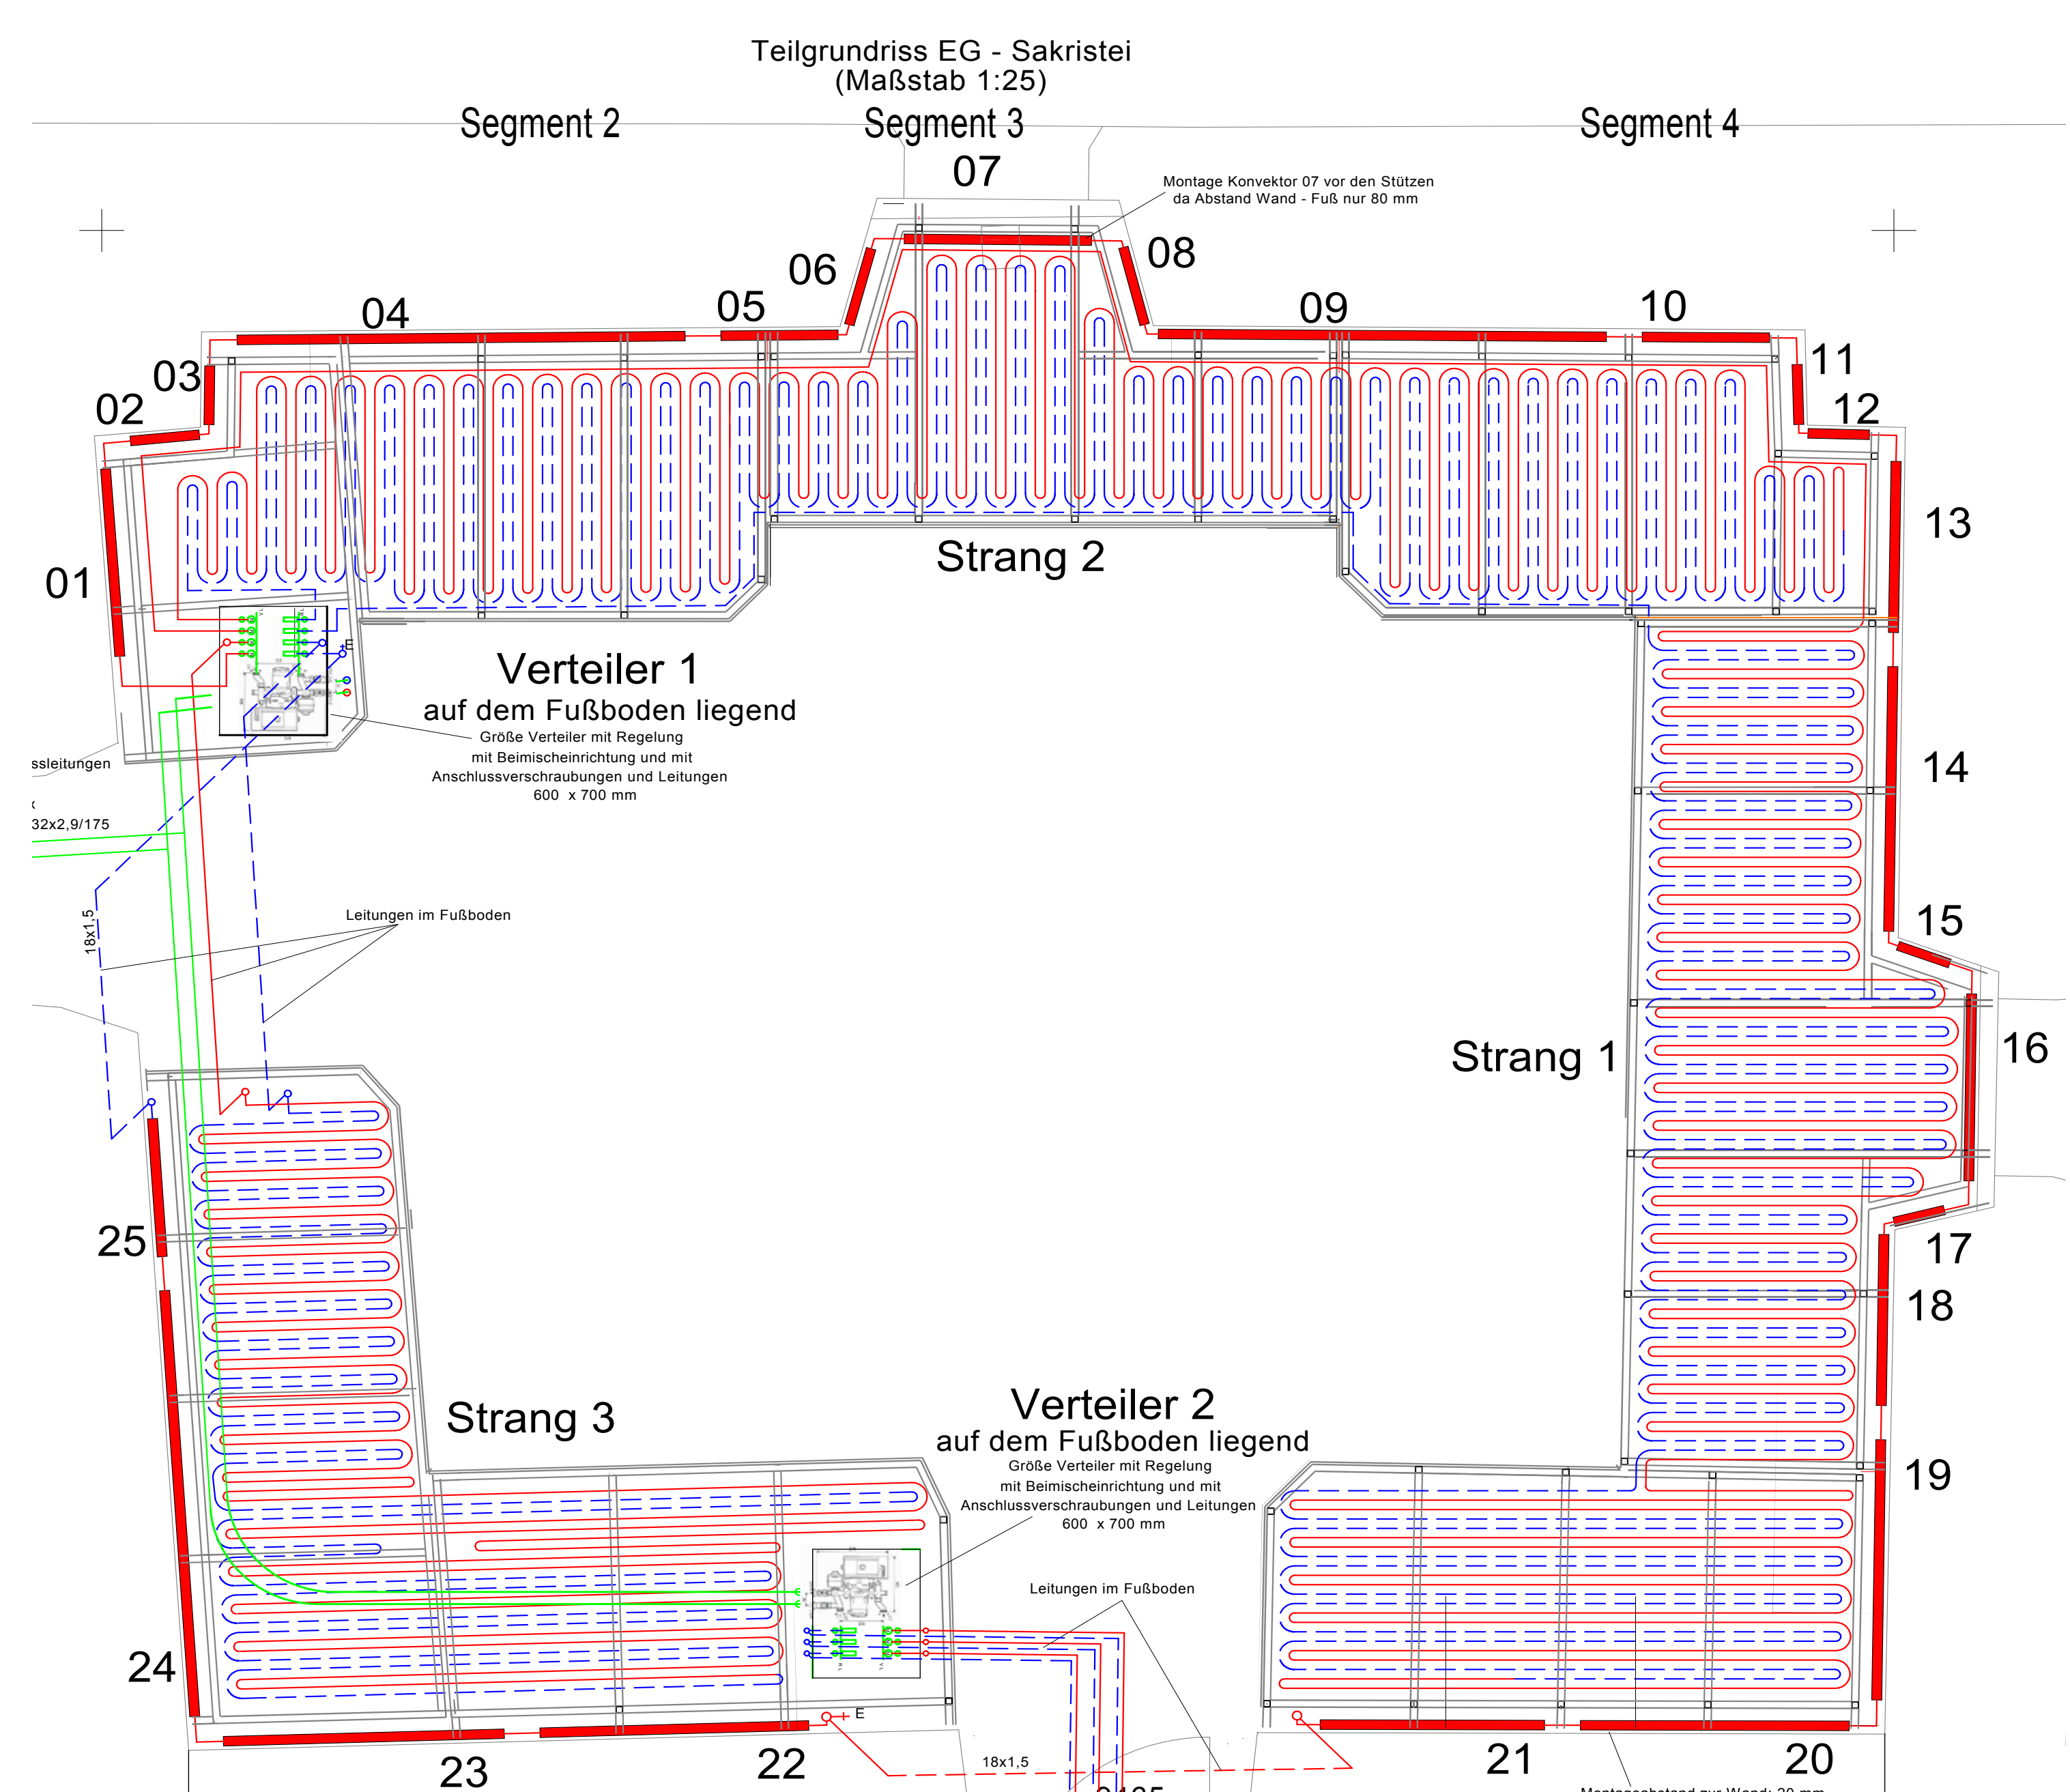 Teilgrundriss EG - Sakristei
(Maßstab 1:25)
Segment 2
Segment 3
Segment 4
07
Montage Konvektor 07 vor den Stützen
da Abstand Wand - Fuß nur 80 mm
06
08
04
05
09
10
03
11
02
12
13
01
Strang 2
E
Verteiler 1
auf dem Fußboden liegend
Größe Verteiler mit Regelung
mit Beimischeinrichtung und mit
Anschlussverschraubungen und Leitungen
600 x 700 mm
ssleitungen
x
32x2,9/175
14
18x1,5
Leitungen im Fußboden
15
Strang 1
16
25
17
18
Strang 3
Verteiler 2
auf dem Fußboden liegend
Größe Verteiler mit Regelung
mit Beimischeinrichtung und mit
Anschlussverschraubungen und Leitungen
600 x 700 mm
19
Leitungen im Fußboden
24
E
23
22
18x1,5
21
20
Montageabstand zur Wand: 20 mm